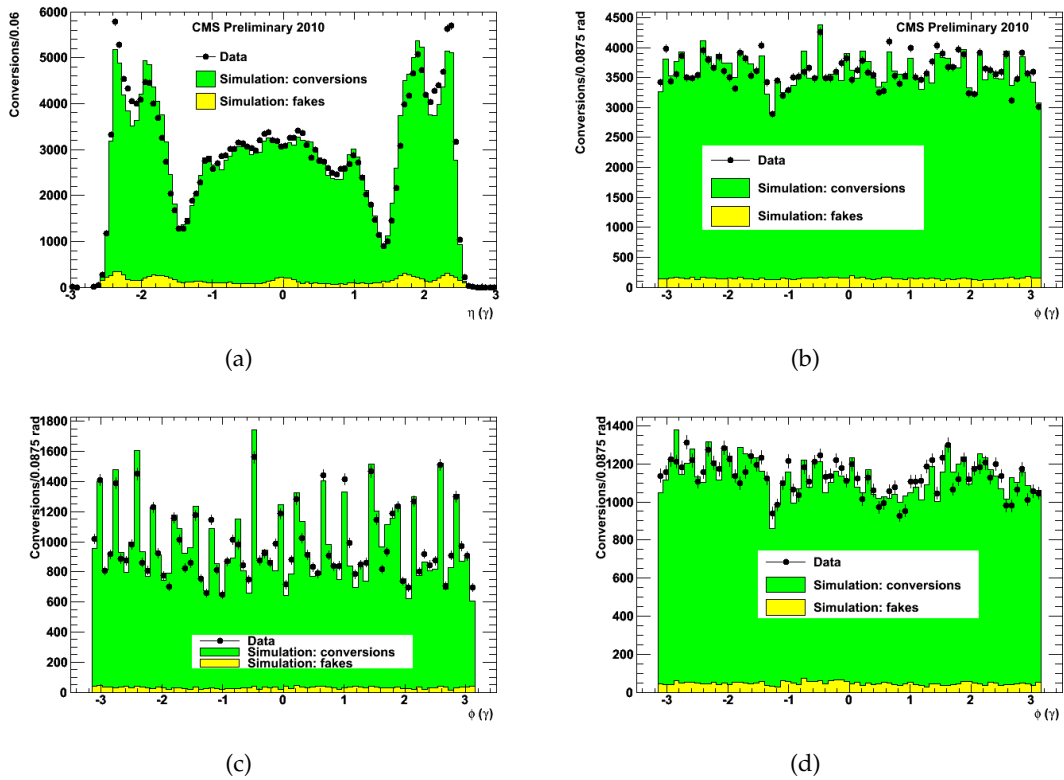 CMS Preliminary 2010
Conversions/0.06
Data
Simulation: conversions
Simulation: fakes
6000
5000
4000
3000
2000
1000
0
-3 -2 -1 0 1 2 3
η (γ)
(a)
CMS Preliminary 2010
Conversions/0.0875 rad
4500
4000
3500
3000
2500
2000
1500
1000
500
0
Data
Simulation: conversions
Simulation: fakes
-3 -2 -1 0 1 2 3
ϕ (γ)
(b)
Conversions/0.0875 rad
1800
1600
1400
1200
1000
800
600
400
200
0
Data
Simulation: conversions
Simulation: fakes
-3 -2 -1 0 1 2 3
ϕ (γ)
(c)
Conversions/0.0875 rad
1400
1200
1000
800
600
400
200
0
Data
Simulation: conversions
Simulation: fakes
-3 -2 -1 0 1 2 3
ϕ (γ)
(d)